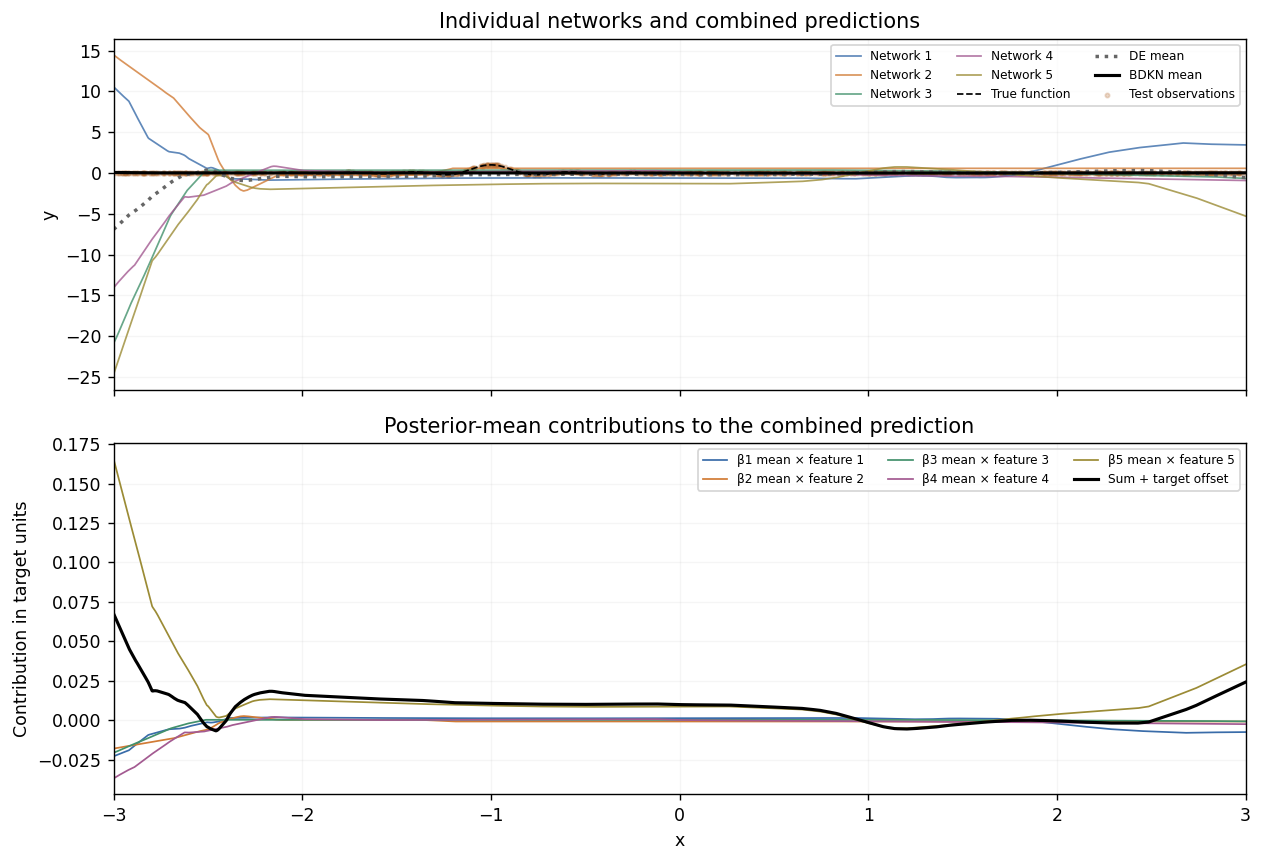 Individual networks and combined predictions
15
10
5
0
−5
−10
−15
−20
−25
y
Network 1
Network 2
Network 3
Network 4
Network 5
True function
DE mean
BDKN mean
Test observations
Posterior-mean contributions to the combined prediction
0.175
0.150
0.125
0.100
0.075
0.050
0.025
0.000
−0.025
Contribution in target units
β1 mean × feature 1
β2 mean × feature 2
β3 mean × feature 3
β4 mean × feature 4
β5 mean × feature 5
Sum + target offset
−3
−2
−1
0
1
2
3
x